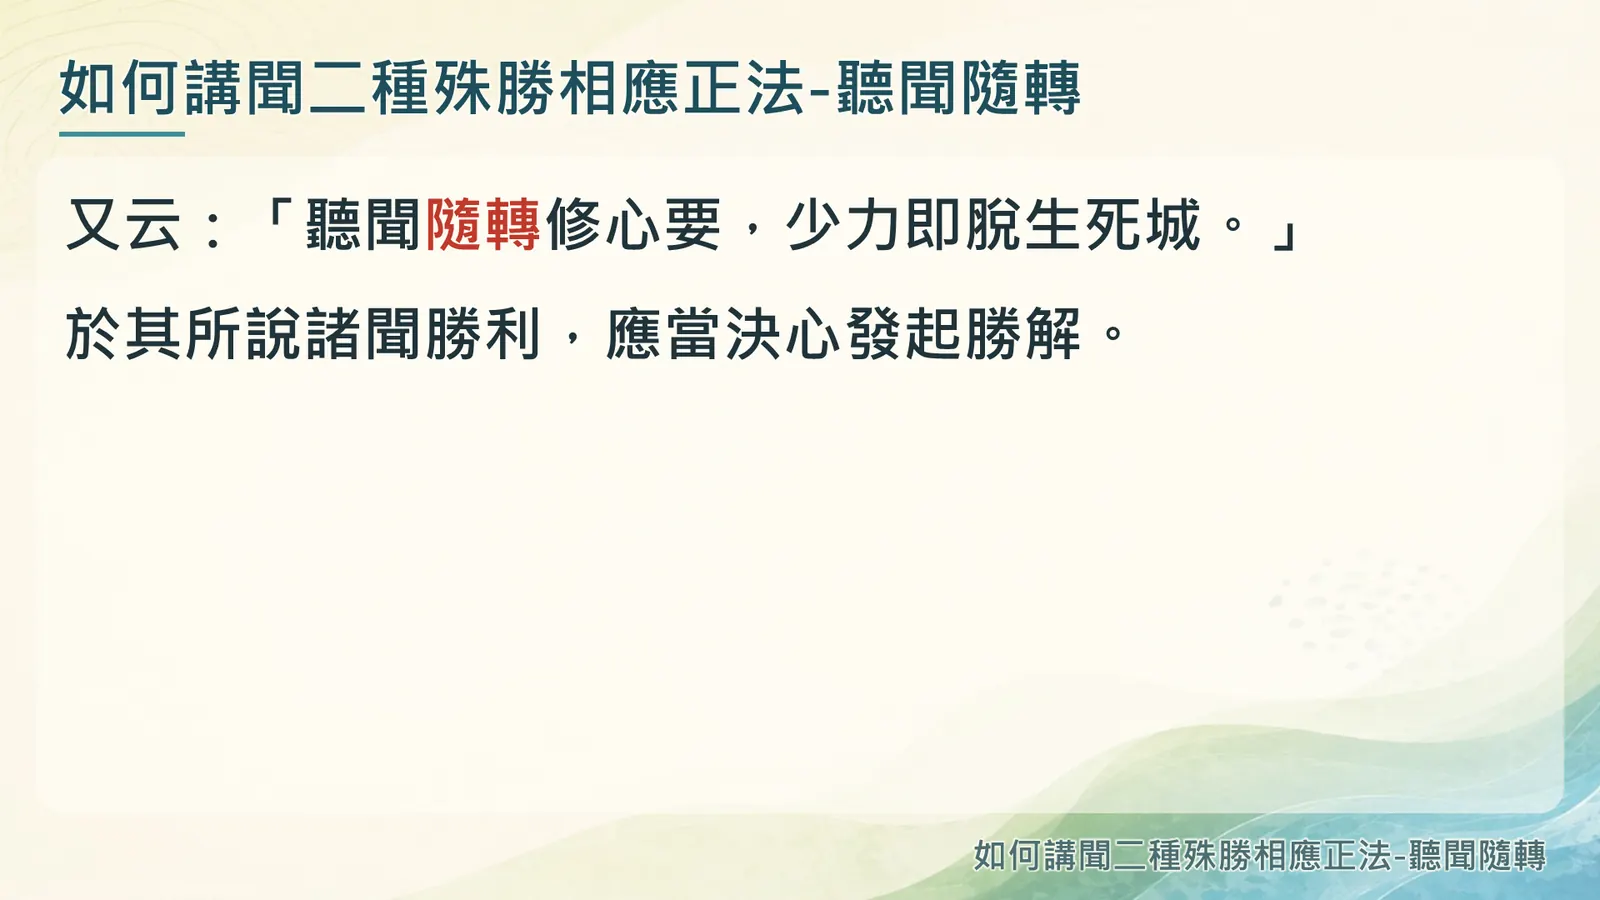 如何講聞二種殊勝相應正法-聽聞隨轉
又云：「聽聞隨轉修心要，少力即脫生死城。」
於其所說諸聞勝利，應當決心發起勝解。
如何講聞二種殊勝相應正法-聽聞隨轉